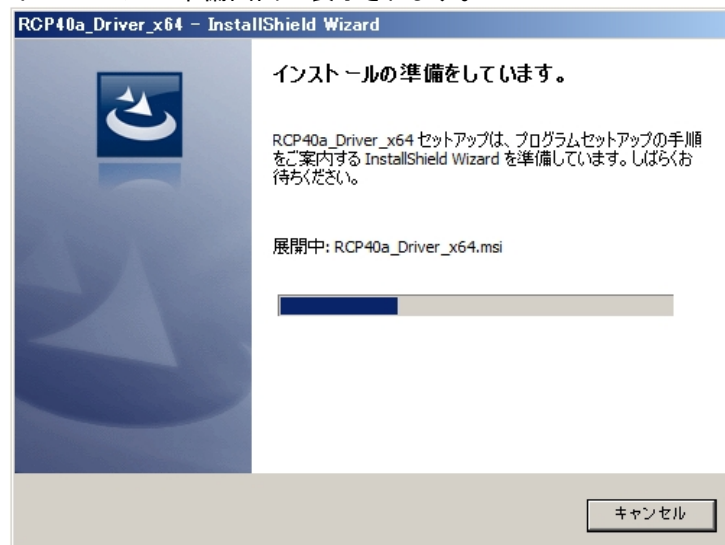 RCP40a_Driver_x64 - InstallShield Wizard
インストールの準備をしています。
RCP40a_Driver_x64 セットアップは、プログラムセットアップの手順
をご案内する InstallShield Wizard を準備しています。しばらくお
待ちください。
展開中: RCP40a_Driver_x64.msi
キャンセル